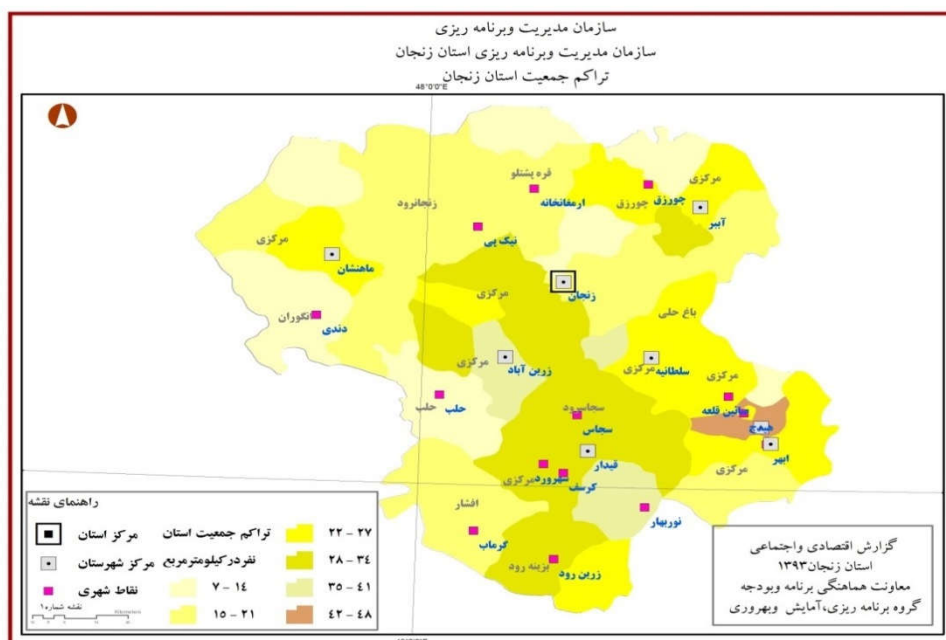 سازمان مدیریت وبرنامه ریزی
سازمان مدیریت وبرنامه ریزی استان زنجان
تراکم جمعیت استان زنجان
48°0'0"E
قره پشتلو
ارمغانخانه
چورزق
چورزق
مرکزی
آببر
زنجانرود
نیک پی
مرکزی
ماهنشان
زنجان
مرکزی
باغ حلی
انگوران
دندی
مرکزی
زرین آباد
سلطانیه
مرکزی
مرکزی
حلب
حلب
سجاسرود
سجاس
صائین قلعه
هیدج
ابهر
مرکزی
قیدار
سهرورد
مرکزی
کرسف
نوربهار
افشار
گرماب
بزینه رود
زرین رود
راهنمای نقشه
مرکز استان
مرکز شهرستان
نقاط شهری
نقشه شماره۱
Kilometers
تراکم جمعیت استان
نفردرکیلومترمربع
۷ - ۱۴
۱۵ - ۲۱
۲۲ - ۲۷
۲۸ - ۳۴
۳۵ - ۴۱
۴۲ - ۴۸
گزارش اقتصادی واجتماعی
استان زنجان۱۳۹۳
معاونت هماهنگی برنامه وبودجه
گروه برنامه ریزی،آمایش وبهروری